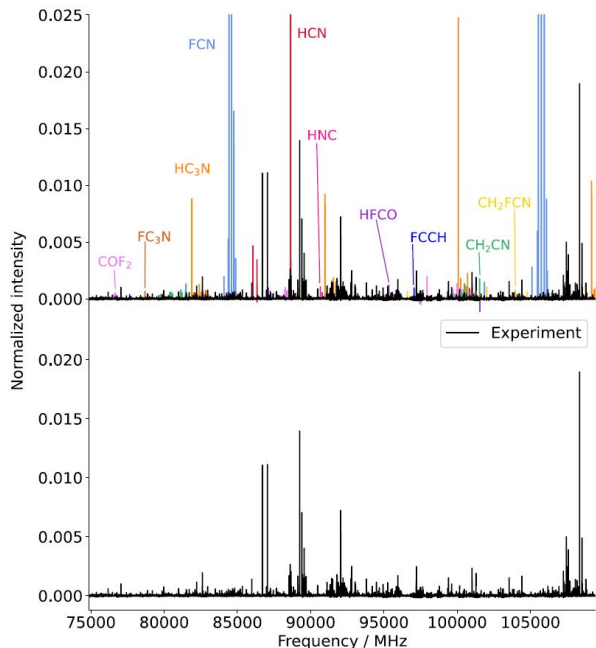 0.025
FCN
HCN
0.020
0.015
HNC
HC₃N
0.010
HFCO
CH₂FCN
FC₃N
FCCH
0.005
COF₂
CH₂CN
0.000
Normalized intensity
Experiment
0.020
0.015
0.010
0.005
0.000
75000 80000 85000 90000 95000 100000 105000
Frequency / MHz